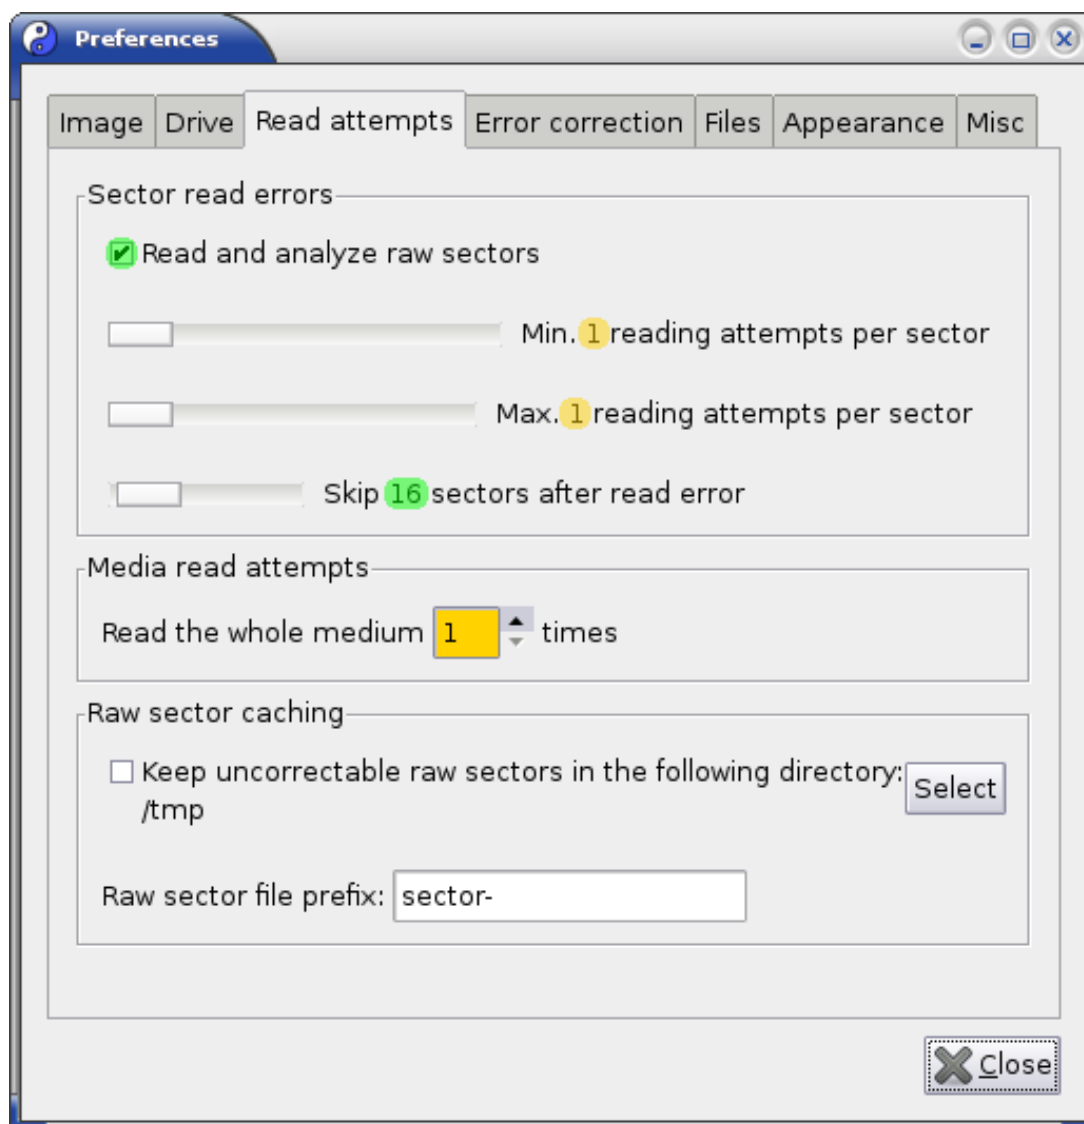 Preferences
Image Drive Read attempts Error correction Files Appearance Misc
Sector read errors
Read and analyze raw sectors
Min. 1 reading attempts per sector
Max. 1 reading attempts per sector
Skip 16 sectors after read error
Media read attempts
Read the whole medium 1 times
Raw sector caching
Keep uncorrectable raw sectors in the following directory:
/tmp
Select
Raw sector file prefix: sector-
Close